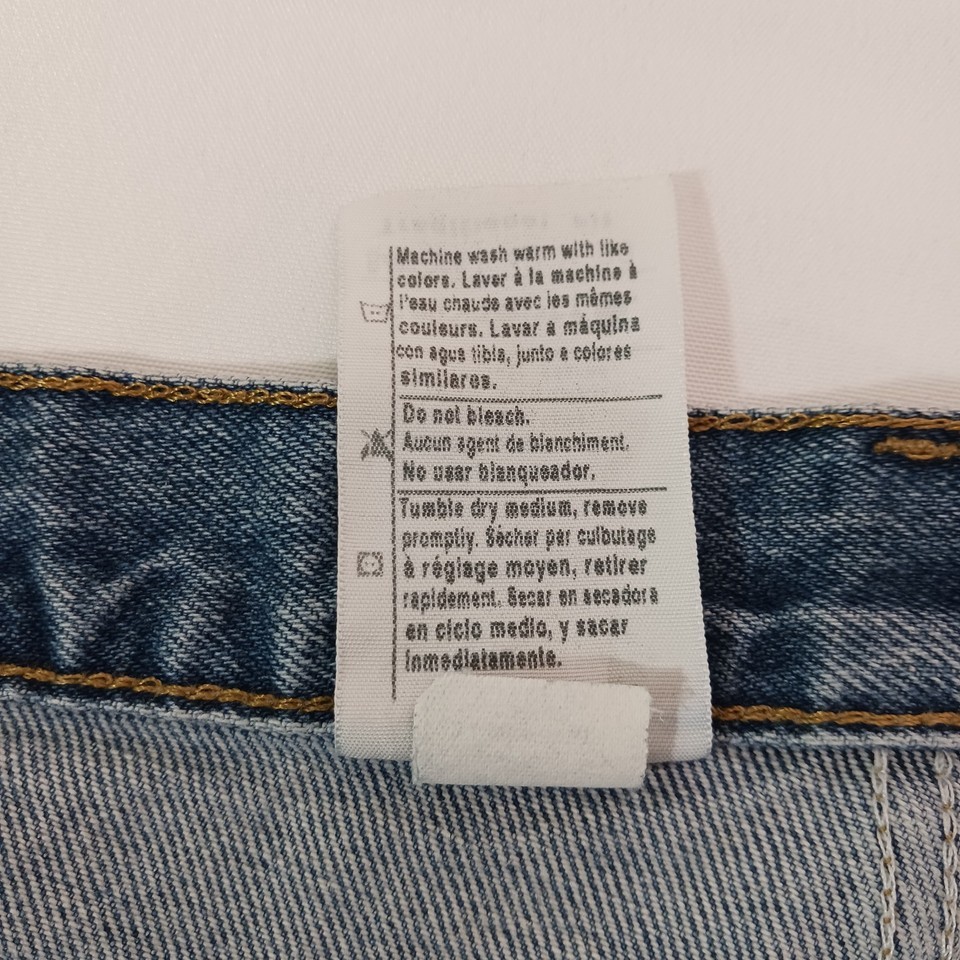 Machine wash warm with like
colors. Laver à la machine à
l'eau chaude avec les mêmes
couleurs. Lavar a máquina
con agua tibia, junto a colores
similares.
Do not bleach.
Aucun agent de blanchiment.
No usar blanqueador.
Tumble dry medium, remove
promptly. Sécher par culbutage
à réglage moyen, retirer
rapidement. Secar en secadora
en ciclo medio, y sacar
inmediatamente.